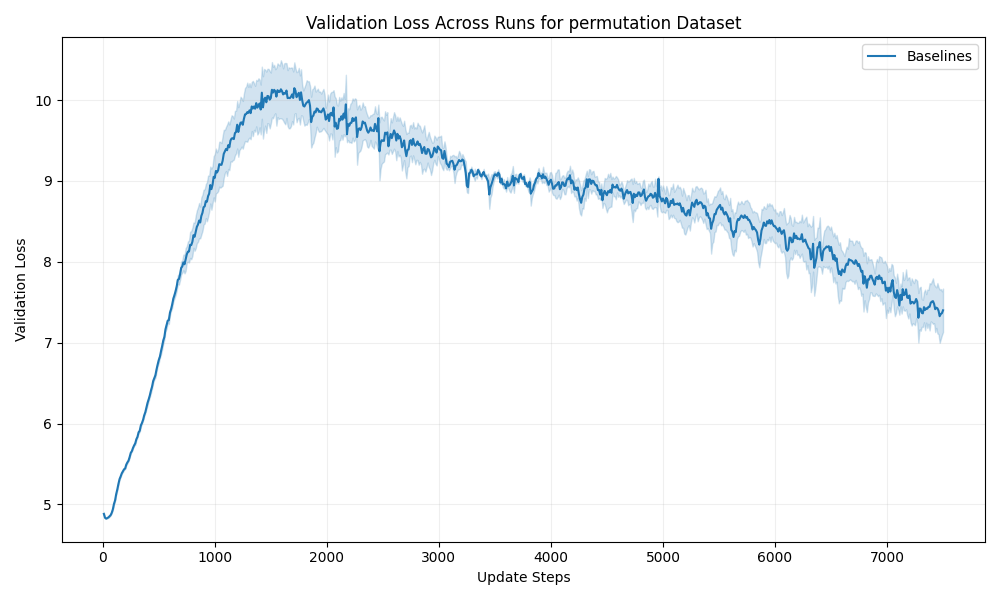 Validation Loss Across Runs for permutation Dataset
Baselines
Validation Loss
10
9
8
7
6
5
0 1000 2000 3000 4000 5000 6000 7000
Update Steps